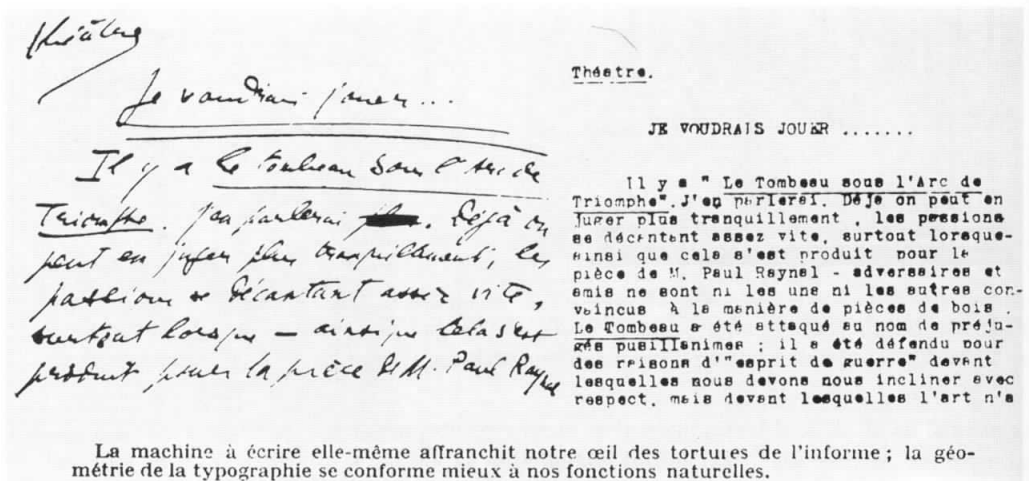 Théâtre
Je voudrais jouer...
Il y a le tombeau sous l'Arc de
Triomphe. J'en parlerai. Déjà on
peut en juger plus tranquillement, les
passions se décantant assez vite,
surtout lorsque – ainsi que cela s'est
produit pour la pièce de M. Paul Raynal
Théatre.
JE VOUDRAIS JOUER .......
Il y a " Le Tombeau sous l'Arc de
Triomphe". J'en parlerai. Déja on peut en
juger plus tranquillement , les passions
se décantent assez vite, surtout lorsque-
ainsi que cela s'est produit pour la
pièce de M. Paul Raynal - adversaires et
amis ne sont ni les uns ni les autres con-
vaincus à la manière de pièces de bois .
Le Tombeau a été attaqué au nom de préju-
gés pusillanimes ; il a été défendu pour
des raisons d'"esprit de guerre" devant
lesquelles nous devons nous incliner avec
respect, mais devant lesquelles l'art n'a
La machine à écrire elle-même affranchit notre œil des tortures de l'informe ; la géo-
métrie de la typographie se conforme mieux à nos fonctions naturelles.